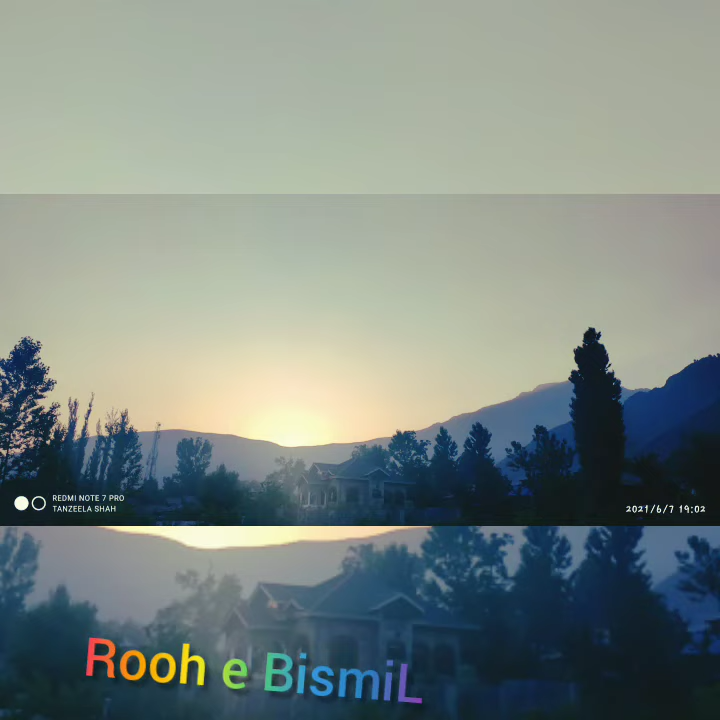 REDMI NOTE 7 PRO
TANZEELA SHAH
2021/6/7 19:02
Rooh e BismiL